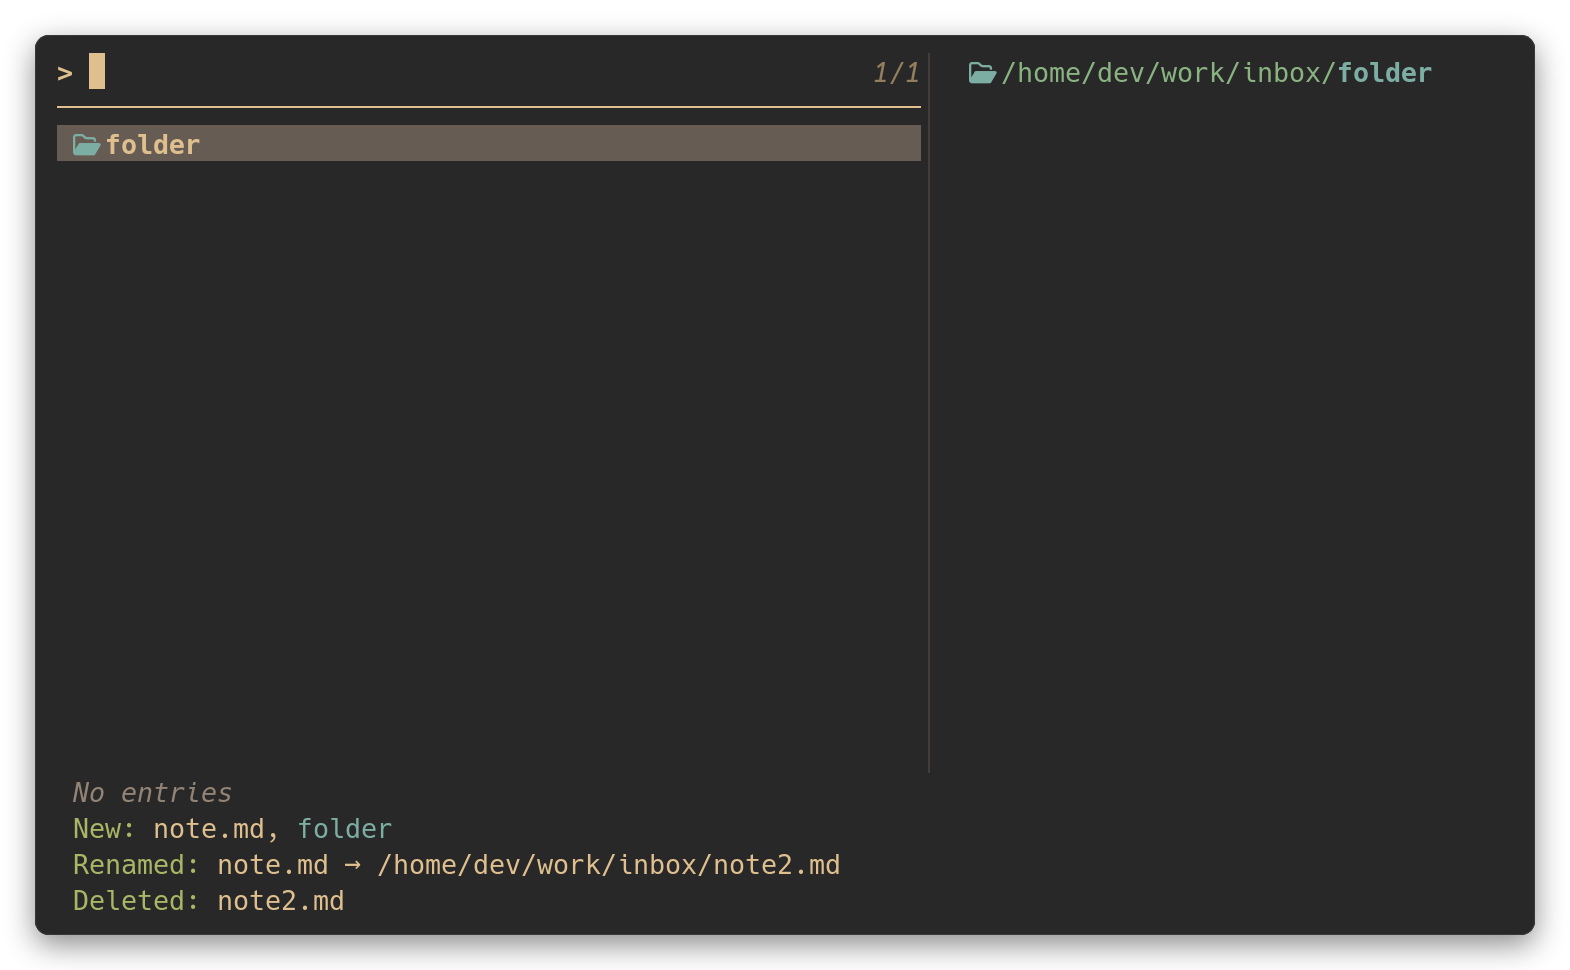 > 1/1
folder
/home/dev/work/inbox/folder
No entries
New: note.md, folder
Renamed: note.md → /home/dev/work/inbox/note2.md
Deleted: note2.md